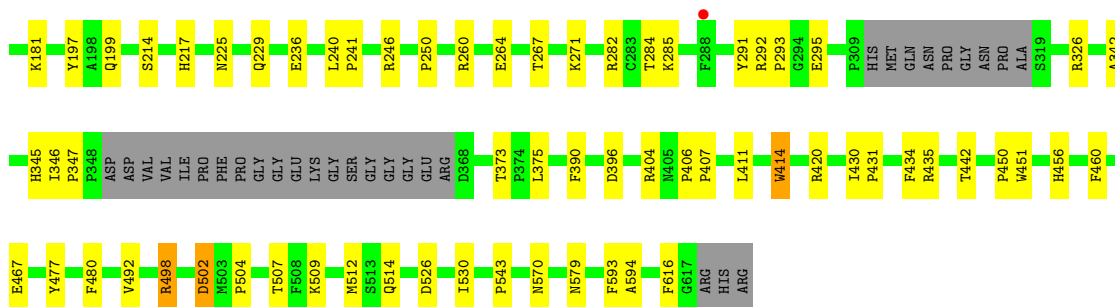 K181 Y197 A198 Q199 S214 H217 N225 Q229 E236 L240 P241 R246 P250 R260 E264 T267 K271 R282 C283 T284 K285 F288 Y291 R292 P293 G294 E295 P309 HIS MET GLN ASN PRO GLY ASN PRO ALA S319 R326 A342
H345 I346 P347 P348 ASP ASP VAL VAL ILE PRO PHE PRO GLY GLY GLU LYS GLY SER GLY GLY GLY GLU ARG D368 T373 P374 L375 F390 D396 R404 N405 P406 P407 L411 W414 R420 I430 P431 F434 R435 T442 P450 W451 H456 F460
E467 Y477 F480 V492 R498 D502 M503 P504 T507 F508 K509 M512 S513 Q514 D526 I530 P543 N570 N579 F593 A594 F616 G617 ARG HIS ARG